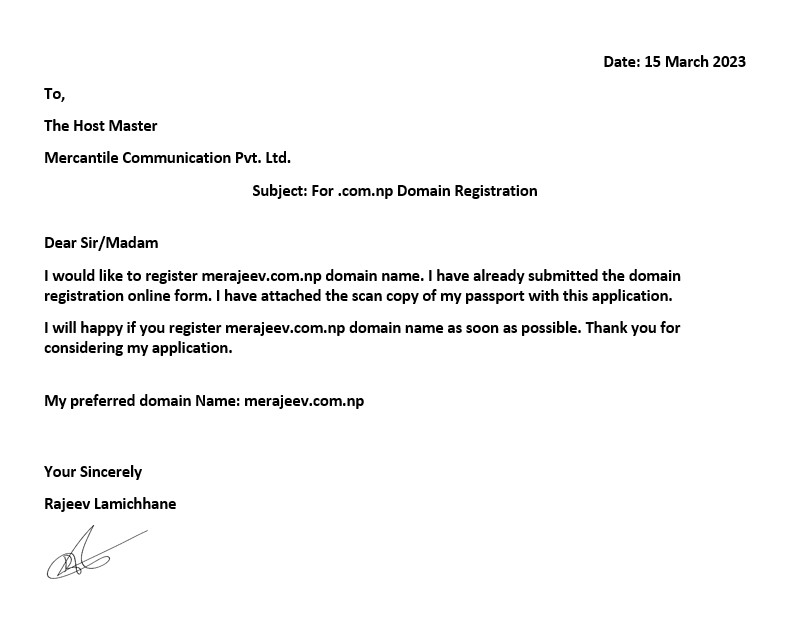 Date: 15 March 2023
To,
The Host Master
Mercantile Communication Pvt. Ltd.
Subject: For .com.np Domain Registration
Dear Sir/Madam
I would like to register merajeev.com.np domain name. I have already submitted the domain
registration online form. I have attached the scan copy of my passport with this application.
I will happy if you register merajeev.com.np domain name as soon as possible. Thank you for
considering my application.
My preferred domain Name: merajeev.com.np
Your Sincerely
Rajeev Lamichhane